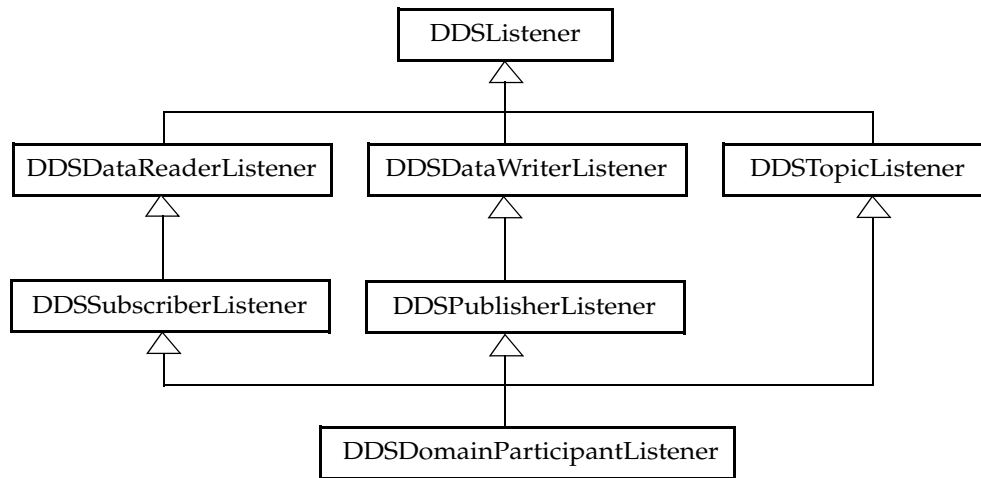 DDSListener
DDSDataReaderListener
DDSDataWriterListener
DDSTopicListener
DDSSubscriberListener
DDSPublisherListener
DDSDomainParticipantListener